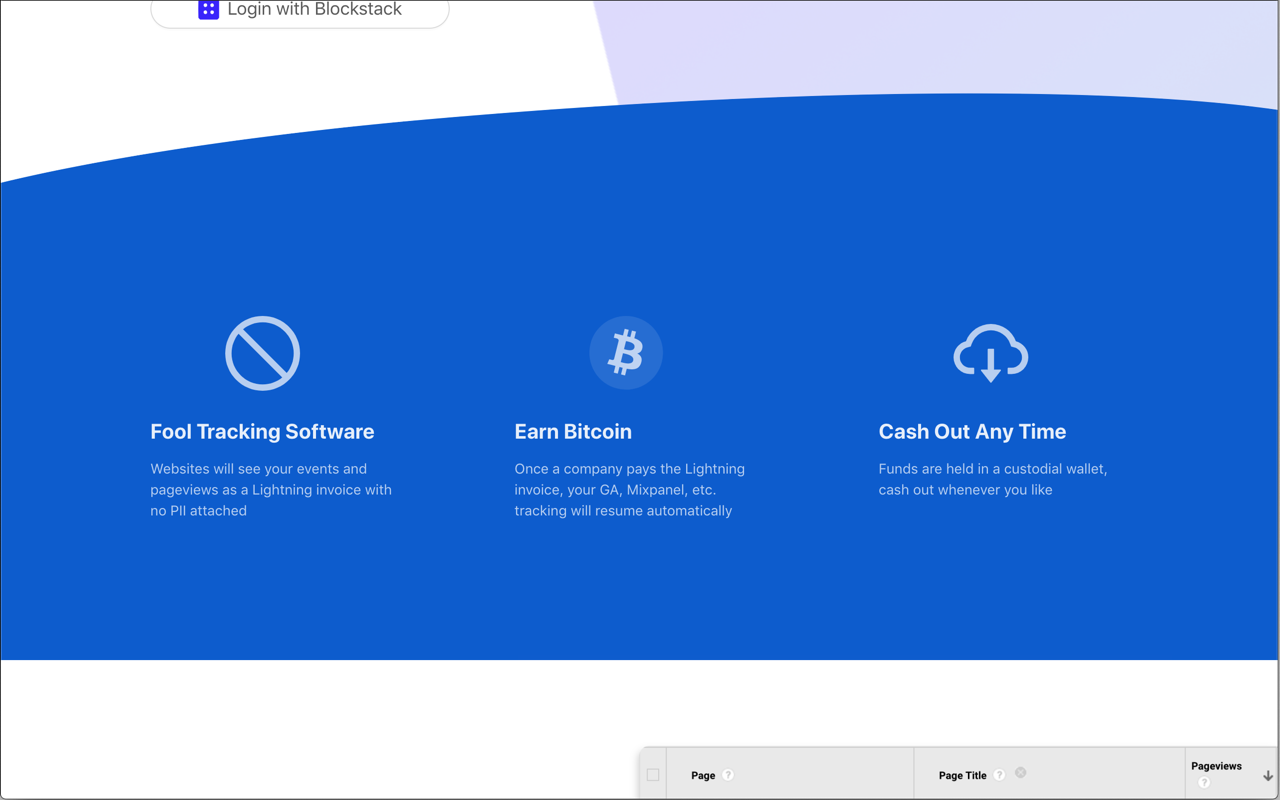 Login with Blockstack
Fool Tracking Software
Websites will see your events and
pageviews as a Lightning invoice with
no PII attached
Earn Bitcoin
Once a company pays the Lightning
invoice, your GA, Mixpanel, etc.
tracking will resume automatically
Cash Out Any Time
Funds are held in a custodial wallet,
cash out whenever you like
Page ?
Page Title ?
Pageviews
?